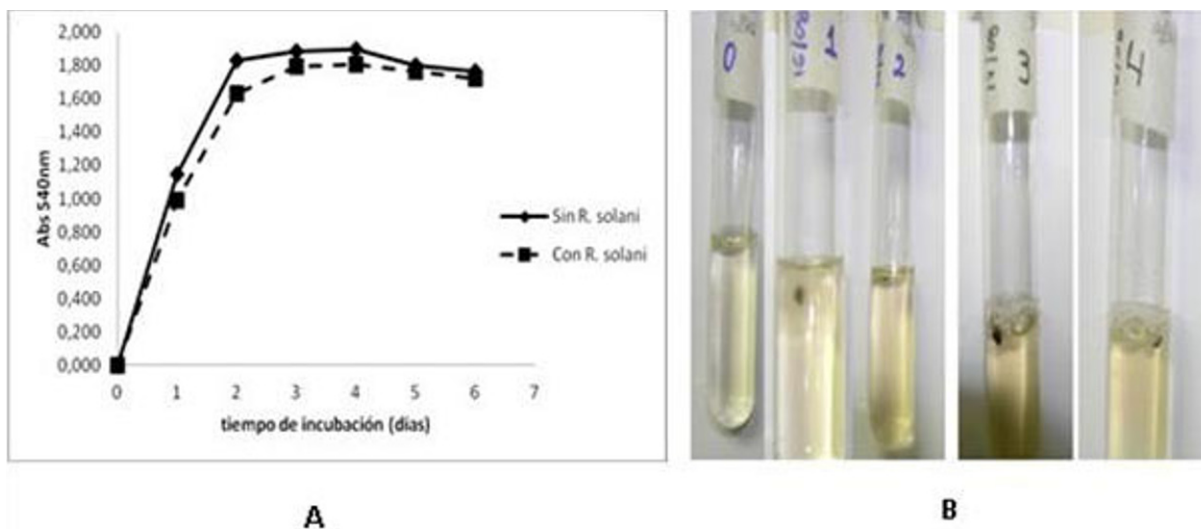 2,000
1,800
1,600
1,400
1,200
1,000
0,800
0,600
0,400
0,200
0,000
Abs 540nm
0 1 2 3 4 5 6 7
tiempo de incubación (dias)
Sin R. solani
Con R. solani
A
0
1
2
3
B